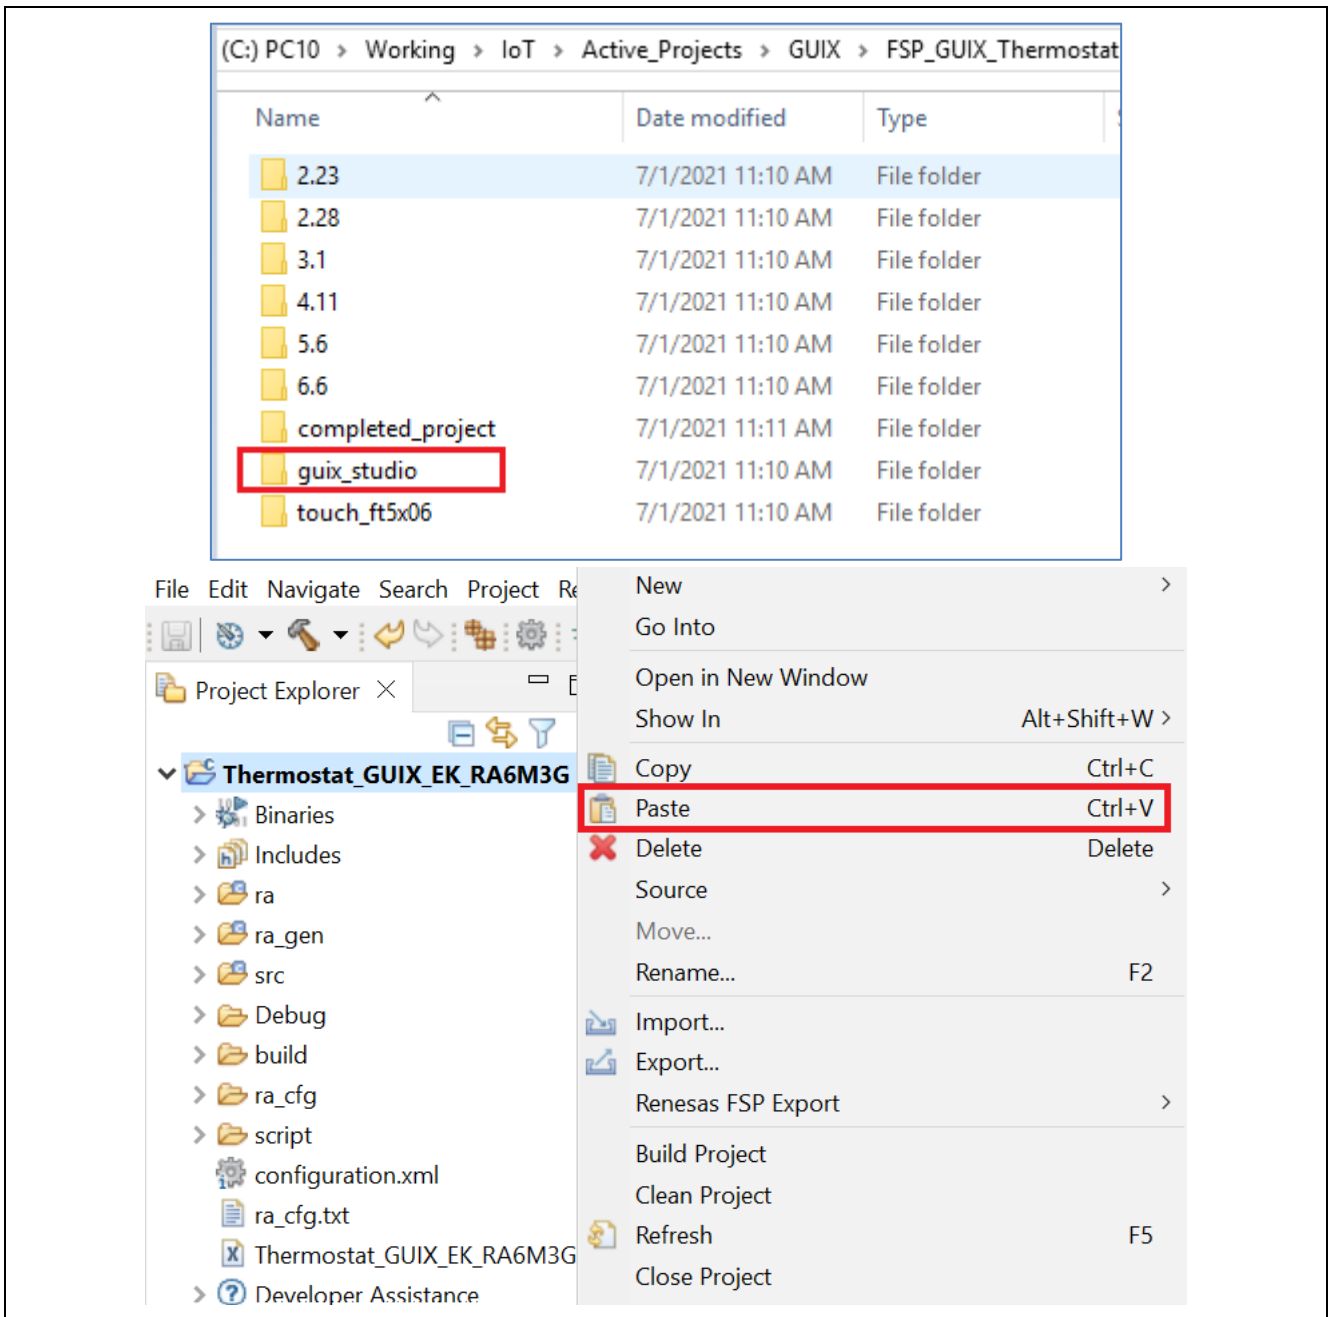 (C:) PC10 > Working > IoT > Active_Projects > GUIX > FSP_GUIX_Thermostat
Name Date modified Type
2.23 7/1/2021 11:10 AM File folder
2.28 7/1/2021 11:10 AM File folder
3.1 7/1/2021 11:10 AM File folder
4.11 7/1/2021 11:10 AM File folder
5.6 7/1/2021 11:10 AM File folder
6.6 7/1/2021 11:10 AM File folder
completed_project 7/1/2021 11:11 AM File folder
guix_studio 7/1/2021 11:10 AM File folder
touch_ft5x06 7/1/2021 11:10 AM File folder
File Edit Navigate Search Project
Project Explorer
Thermostat_GUIX_EK_RA6M3G
Binaries
Includes
ra
ra_gen
src
Debug
build
ra_cfg
script
configuration.xml
ra_cfg.txt
Thermostat_GUIX_EK_RA6M3G
Developer Assistance
New >
Go Into
Open in New Window
Show In Alt+Shift+W >
Copy Ctrl+C
Paste Ctrl+V
Delete Delete
Source >
Move...
Rename... F2
Import...
Export...
Renesas FSP Export >
Build Project
Clean Project
Refresh F5
Close Project